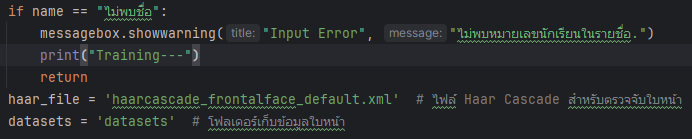 if name == "ไม่พบชื่อ":
    messagebox.showwarning( title: "Input Error", message: "ไม่พบหมายเลขนักเรียนในรายชื่อ.")
    print("Training---")
    return
haar_file = 'haarcascade_frontalface_default.xml'  # ไฟล์ Haar Cascade สำหรับตรวจจับใบหน้า
datasets = 'datasets'  # โฟลเดอร์เก็บข้อมูลใบหน้า